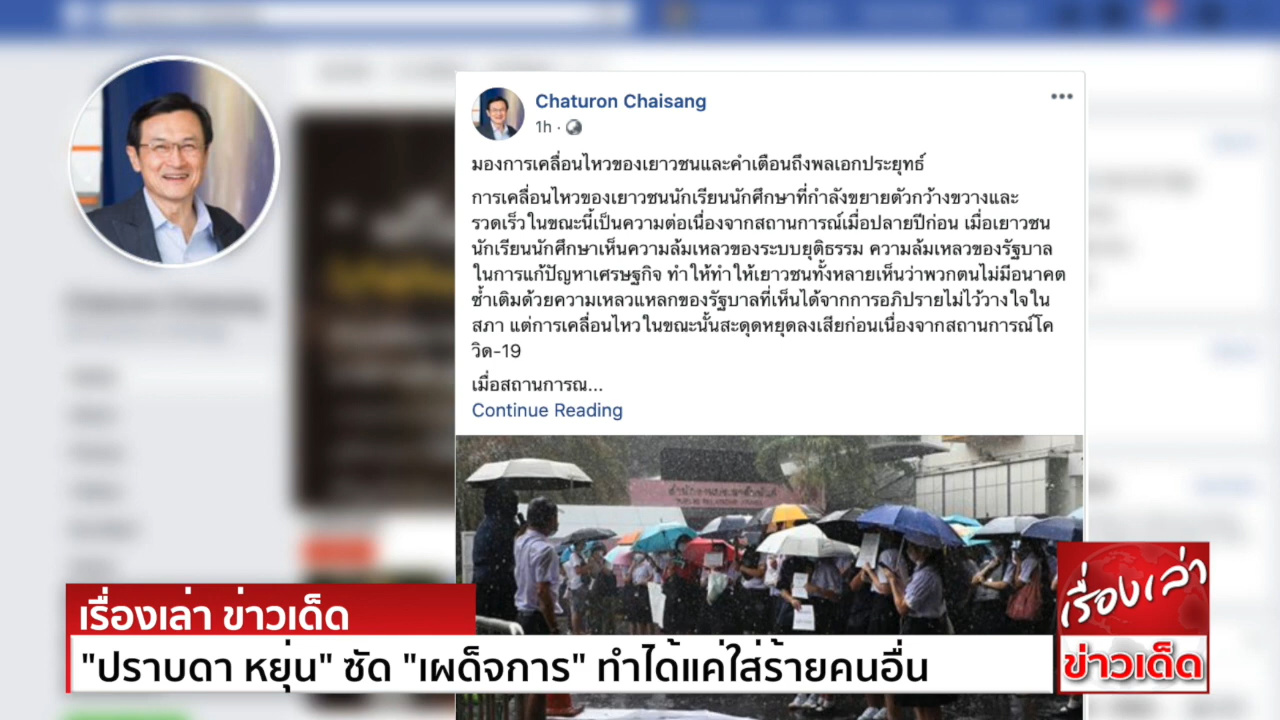 Chaturon Chaisang
1h
มองการเคลื่อนไหวของเยาวชนและคำเตือนถึงพลเอกประยุทธ์
การเคลื่อนไหวของเยาวชนนักเรียนนักศึกษาที่กำลังขยายตัวกว้างขวางและ
รวดเร็วในขณะนี้เป็นความต่อเนื่องจากสถานการณ์เมื่อปลายปีก่อน เมื่อเยาวชน
นักเรียนนักศึกษาเห็นความล้มเหลวของระบบยุติธรรม ความล้มเหลวของรัฐบาล
ในการแก้ปัญหาเศรษฐกิจ ทำให้ทำให้เยาวชนทั้งหลายเห็นว่าพวกตนไม่มีอนาคต
ซ้ำเติมด้วยความเหลวแหลกของรัฐบาลที่เห็นได้จากการอภิปรายไม่ไว้วางใจใน
สภา แต่การเคลื่อนไหวในขณะนั้นสะดุดหยุดลงเสียก่อนเนื่องจากสถานการณ์โค
วิด-19
เมื่อสถานการณ...
Continue Reading
เรื่องเล่า ข่าวเด็ด
"ปราบดา หยุ่น" ซัด "เผด็จการ" ทำได้แค่ใส่ร้ายคนอื่น
เรื่องเล่า
ข่าวเด็ด